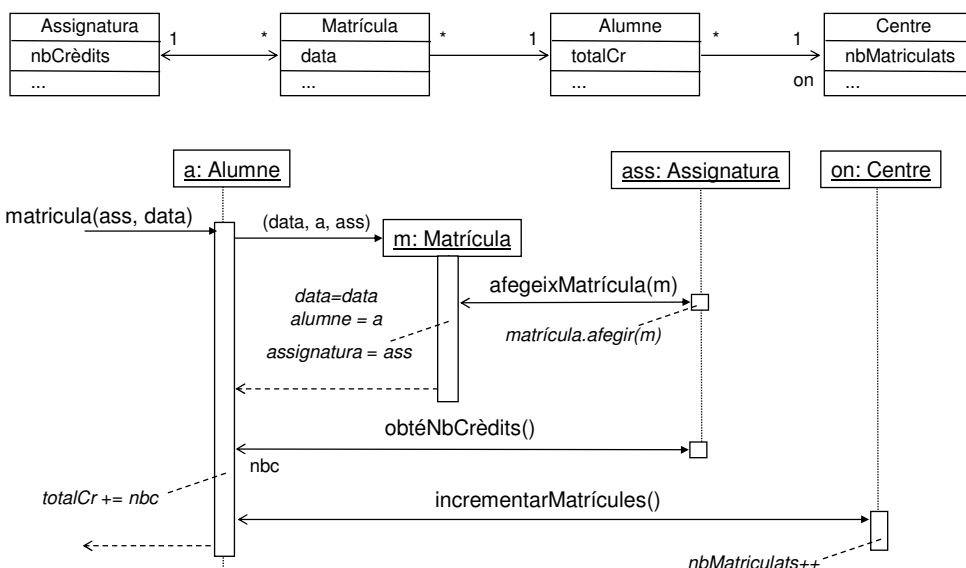 Assignatura
nbCrèdits
...
1
*
Matrícula
data
...
*
1
Alumne
totalCr
...
*
1
on
Centre
nbMatriculats
...
a: Alumne
ass: Assignatura
on: Centre
matricula(ass, data)
(data, a, ass)
m: Matrícula
afegeixMatrícula(m)
data=data
alumne = a
assignatura = ass
matrícula.afegir(m)
obtéNbCrèdits()
nbc
totalCr += nbc
incrementarMatrícules()
nbMatriculats++